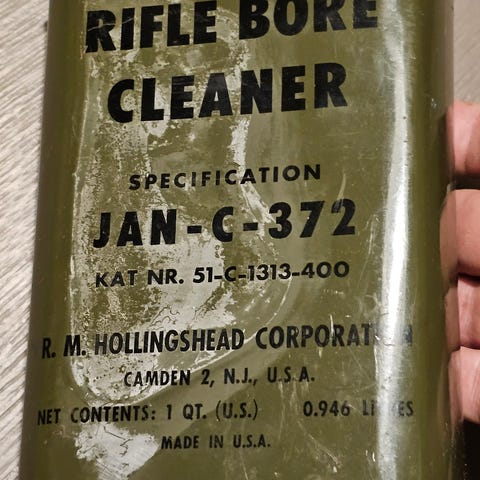 RIFLE BORE
CLEANER
SPECIFICATION
JAN-C-372
KAT NR. 51-C-1313-400
R. M. HOLLINGSHEAD CORPORATION
CAMDEN 2, N.J., U.S.A.
NET CONTENTS: 1 QT. (U.S.) 0.946 LITRES
MADE IN U.S.A.